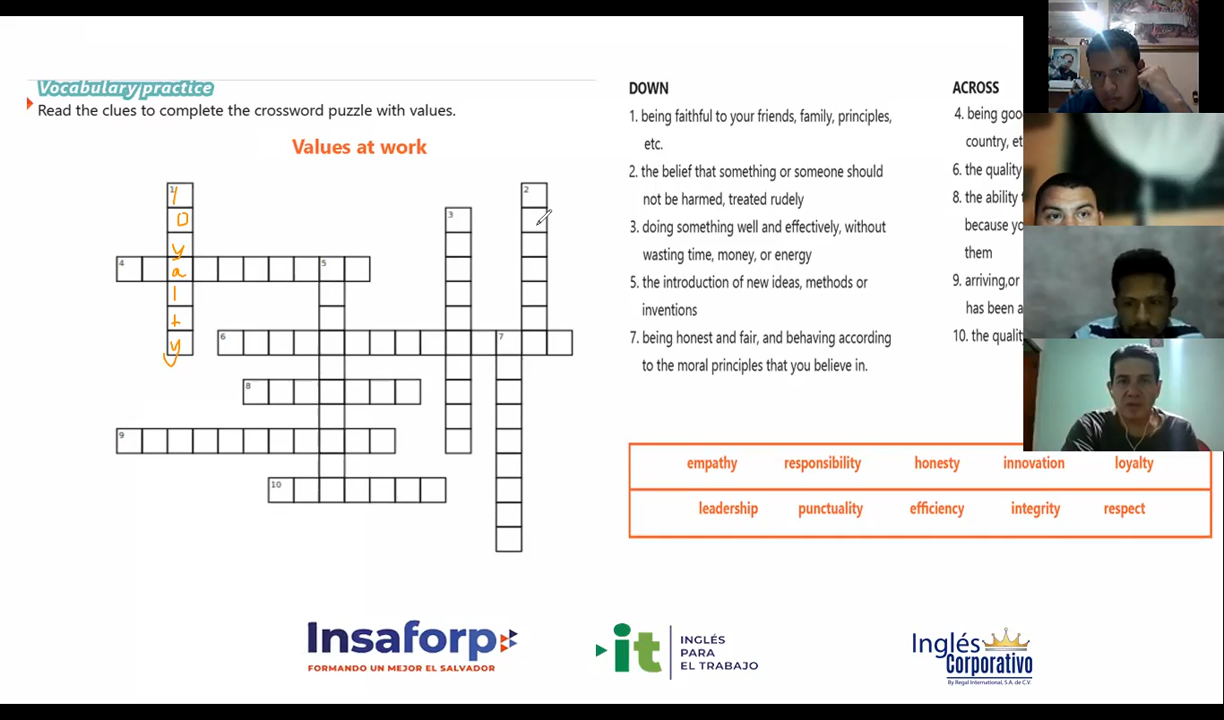 Vocabulary practice
Read the clues to complete the crossword puzzle with values.
Values at work
1 2 3 4 5 6 7 8 9 10
l
o
y
a
l
t
y
DOWN
1. being faithful to your friends, family, principles,
etc.
2. the belief that something or someone should
not be harmed, treated rudely
3. doing something well and effectively, without
wasting time, money, or energy
5. the introduction of new ideas, methods or
inventions
7. being honest and fair, and behaving according
to the moral principles that you believe in.
ACROSS
4. being
country,
6. the quality
8. the ability
because
them
9. arriving,or
has been
10. the
empathy responsibility honesty innovation loyalty
leadership punctuality efficiency integrity respect
Insaforp
FORMANDO UN MEJOR EL SALVADOR
it
INGLÉS
PARA
EL TRABAJO
Inglés
Corporativo
By Regal International, S.A. de C.V.